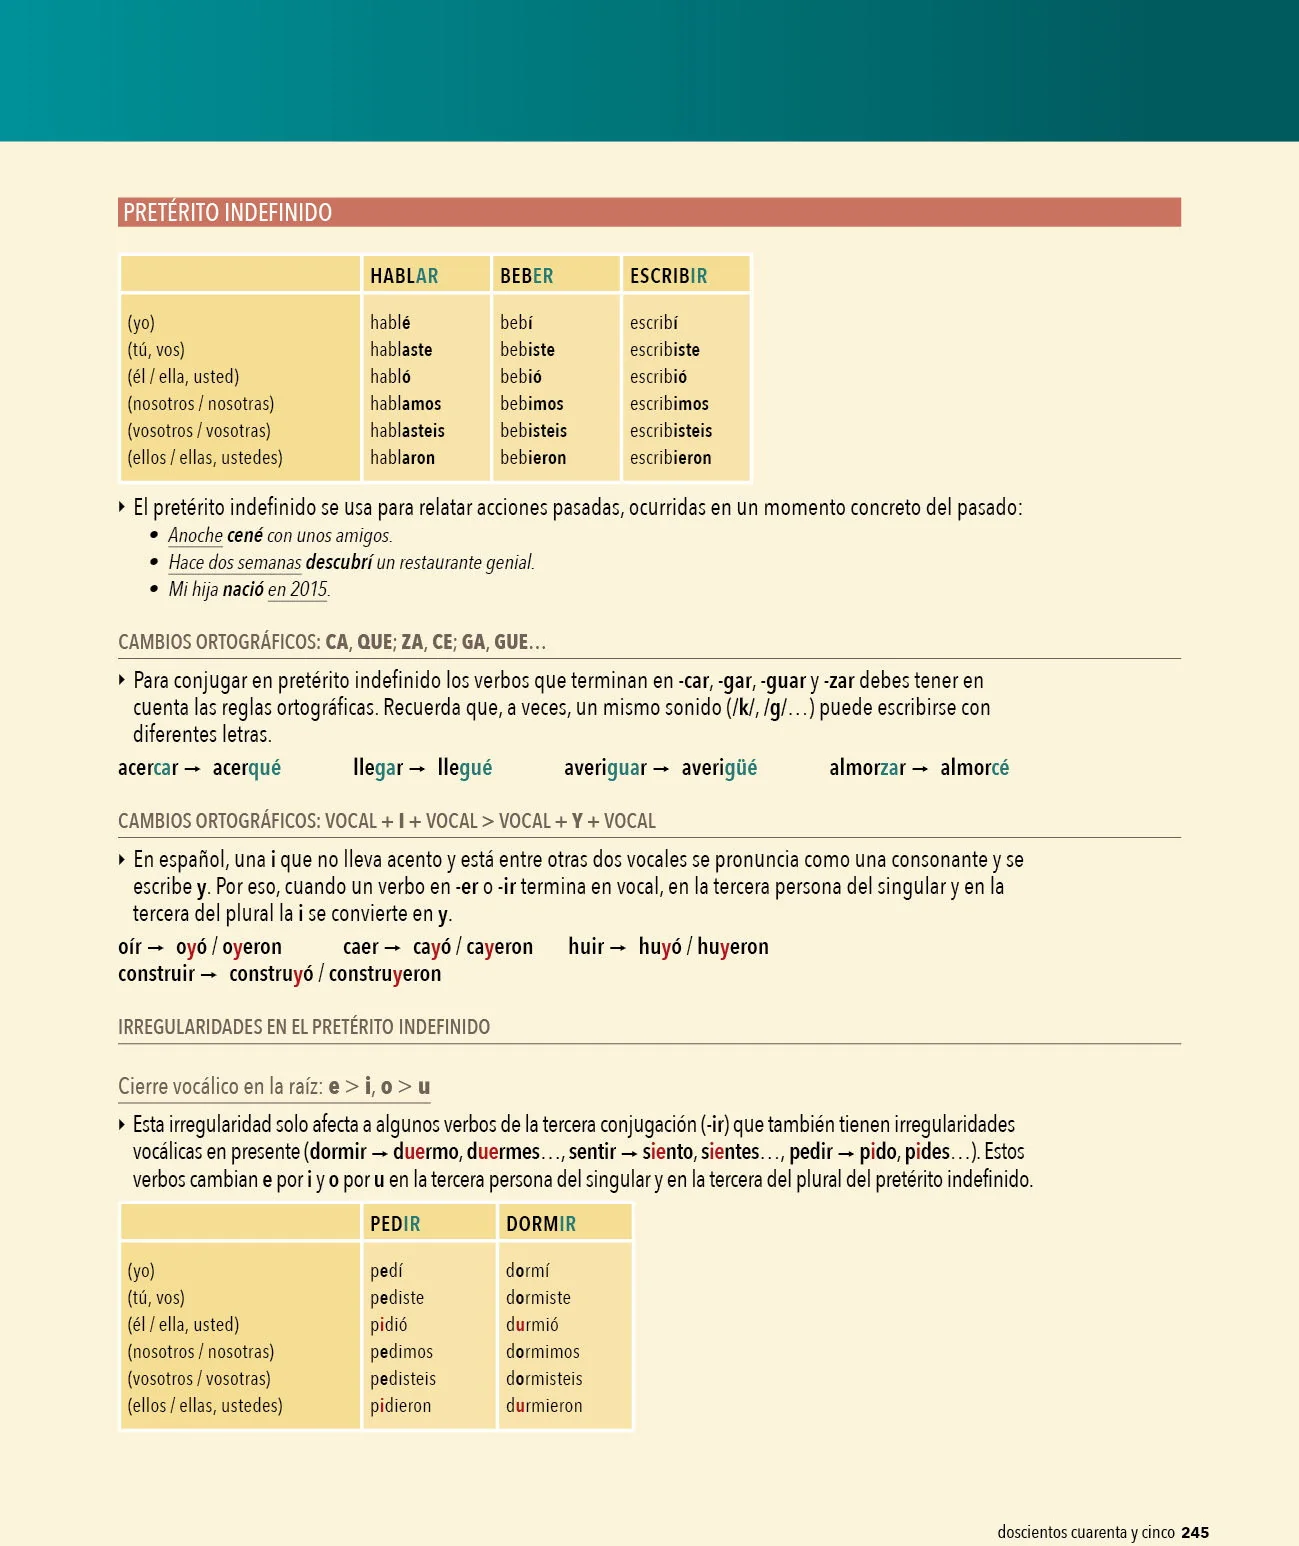 PRETÉRITO INDEFINIDO
HABLAR BEBER ESCRIBIR
(yo) hablé bebí escribí
(tú, vos) hablaste bebiste escribiste
(él / ella, usted) habló bebió escribió
(nosotros / nosotras) hablamos bebimos escribimos
(vosotros / vosotras) hablasteis bebisteis escribisteis
(ellos / ellas, ustedes) hablaron bebieron escribieron
‣ El pretérito indefinido se usa para relatar acciones pasadas, ocurridas en un momento concreto del pasado:
• Anoche cené con unos amigos.
• Hace dos semanas descubrí un restaurante genial.
• Mi hija nació en 2015.
CAMBIOS ORTOGRÁFICOS: CA, QUE; ZA, CE; GA, GUE…
‣ Para conjugar en pretérito indefinido los verbos que terminan en -car, -gar, -guar y -zar debes tener en
cuenta las reglas ortográficas. Recuerda que, a veces, un mismo sonido (/k/, /g/…) puede escribirse con
diferentes letras.
acercar → acerqué llegar → llegué averiguar → averigüé almorzar → almorcé
CAMBIOS ORTOGRÁFICOS: VOCAL + I + VOCAL > VOCAL + Y + VOCAL
‣ En español, una i que no lleva acento y está entre otras dos vocales se pronuncia como una consonante y se
escribe y. Por eso, cuando un verbo en -er o -ir termina en vocal, en la tercera persona del singular y en la
tercera del plural la i se convierte en y.
oír → oyó / oyeron caer → cayó / cayeron huir → huyó / huyeron
construir → construyó / construyeron
IRREGULARIDADES EN EL PRETÉRITO INDEFINIDO
Cierre vocálico en la raíz: e > i, o > u
‣ Esta irregularidad solo afecta a algunos verbos de la tercera conjugación (-ir) que también tienen irregularidades
vocálicas en presente (dormir → duermo, duermes…, sentir → siento, sientes…, pedir → pido, pides…). Estos
verbos cambian e por i y o por u en la tercera persona del singular y en la tercera del plural del pretérito indefinido.
PEDIR DORMIR
(yo) pedí dormí
(tú, vos) pediste dormiste
(él / ella, usted) pidió durmió
(nosotros / nosotras) pedimos dormimos
(vosotros / vosotras) pedisteis dormisteis
(ellos / ellas, ustedes) pidieron durmieron
doscientos cuarenta y cinco 245